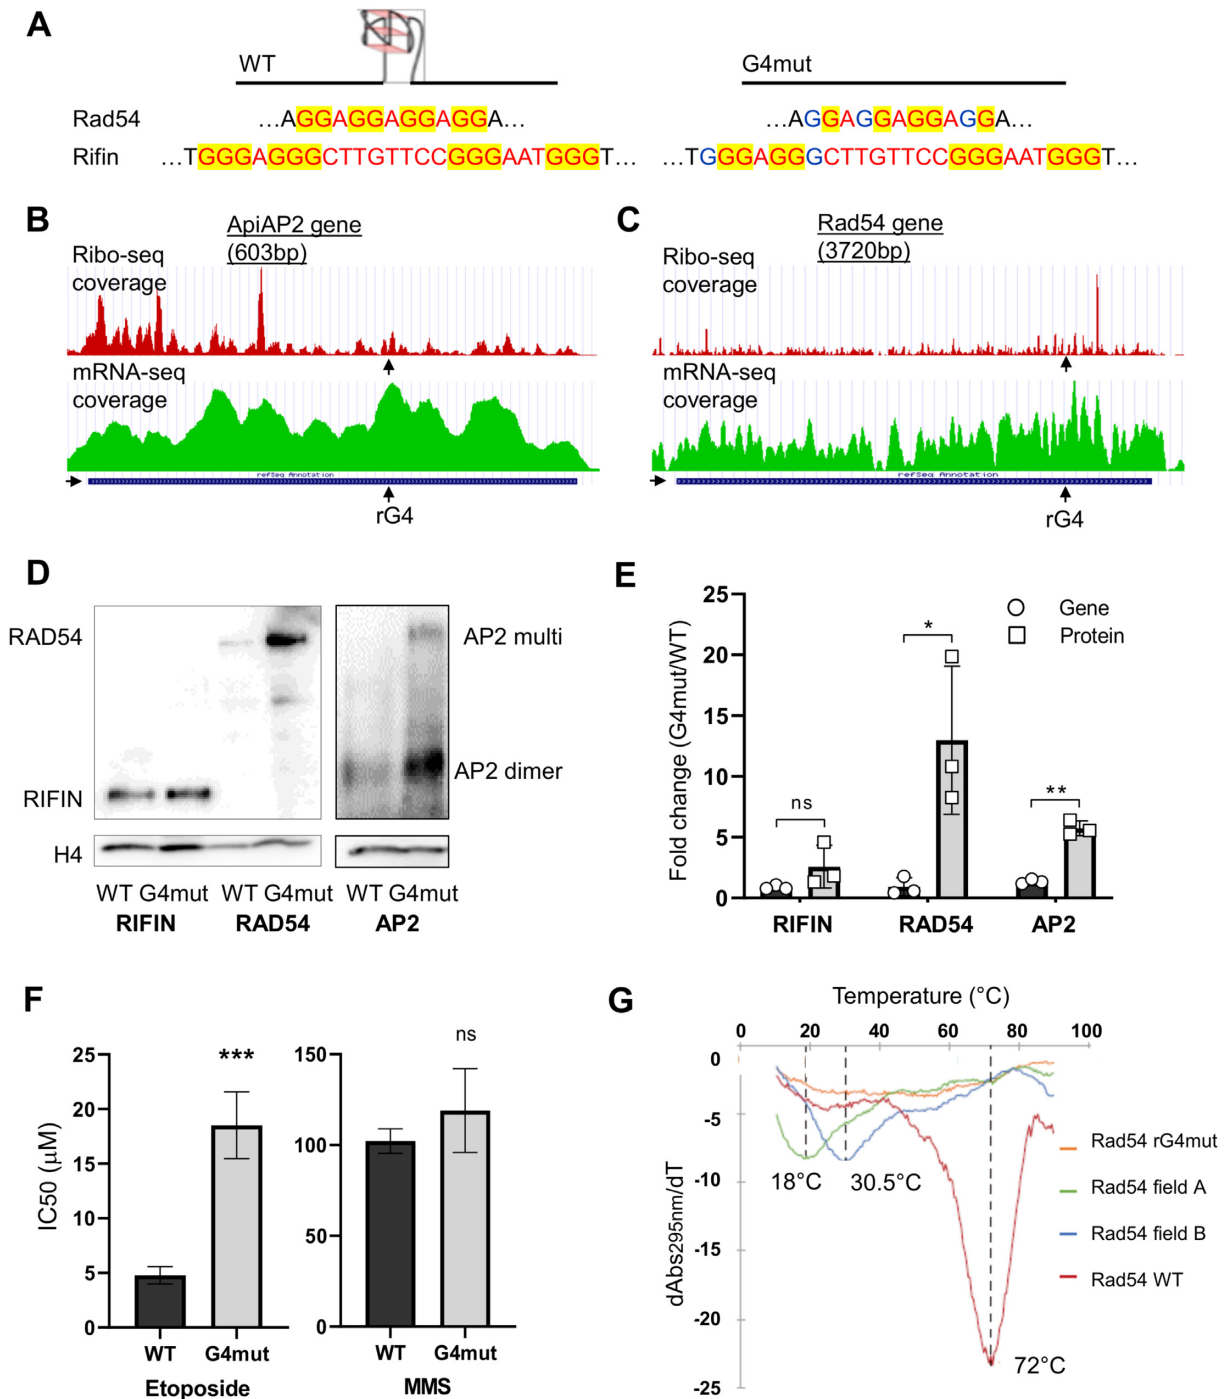 A
WT
G4mut
Rad54
...AGGAGGAGGAGGA...
...AGGAGGAGGAGGA...
Rifin
...TGGGAGGGCTTGTTCCGGGAATGGGT...
...TGGGAGGGCTTGTTCCGGGAATGGGT...
B
ApiAP2 gene
(603bp)
Ribo-seq
coverage
mRNA-seq
coverage
refSeq Annotation
rG4
C
Rad54 gene
(3720bp)
Ribo-seq
coverage
mRNA-seq
coverage
refSeq Annotation
rG4
D
RAD54
AP2 multi
AP2 dimer
RIFIN
H4
WT G4mut WT G4mut WT G4mut
RIFIN RAD54 AP2
E
Fold change (G4mut/WT)
25
20
15
10
5
0
Gene
Protein
ns
*
**
RIFIN RAD54 AP2
F
IC50 (µM)
25
20
15
10
5
0
***
WT G4mut
Etoposide
150
100
50
0
ns
WT G4mut
MMS
G
Temperature (°C)
0 20 40 60 80 100
dAbs295nm/dT
0
-5
-10
-15
-20
-25
18°C
30.5°C
72°C
Rad54 rG4mut
Rad54 field A
Rad54 field B
Rad54 WT